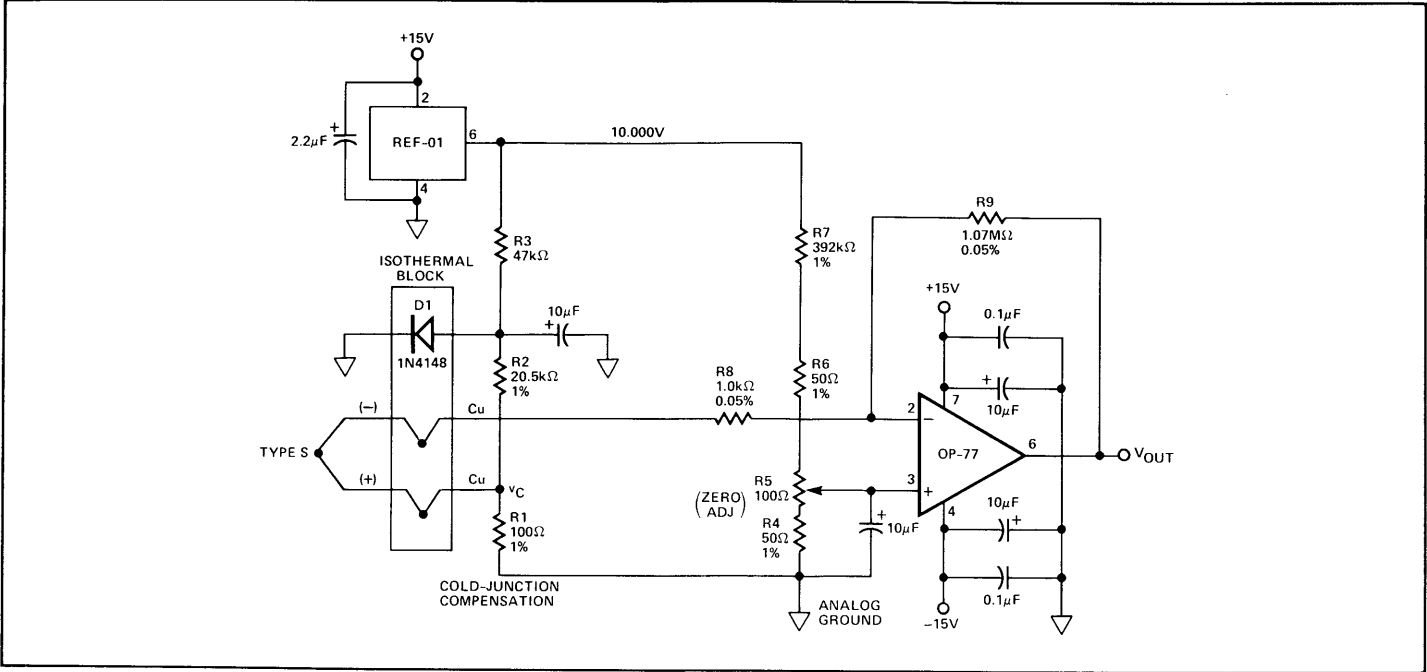 +15V
2
2.2µF
+
REF-01
6
10.000V
4
R3
47kΩ
R7
392kΩ
1%
R9
1.07MΩ
0.05%
ISOTHERMAL
BLOCK
D1
1N4148
10µF
+
R2
20.5kΩ
1%
R6
50Ω
1%
R8
1.0kΩ
0.05%
+15V
0.1µF
+
10µF
7
(−)
Cu
2
−
TYPE S
OP-77
6
VOUT
(+)
Cu
vC
R5
100Ω
(ZERO
ADJ)
3
+
+
10µF
4
10µF
+
R1
100Ω
1%
R4
50Ω
1%
COLD-JUNCTION
COMPENSATION
ANALOG
GROUND
0.1µF
−15V